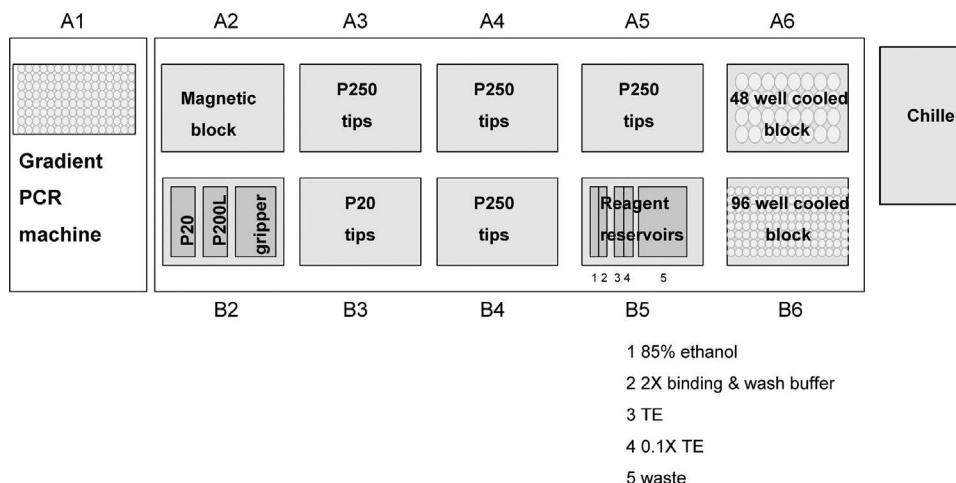 A1 A2 A3 A4 A5 A6
Magnetic
block
P250
tips
P250
tips
P250
tips
48 well cooled
block
Chille
Gradient
PCR
machine
P20
P200L
gripper
P20
tips
P250
tips
Reagent
reservoirs
1 2 3 4 5
96 well cooled
block
B2 B3 B4 B5 B6
1 85% ethanol
2 2X binding & wash buffer
3 TE
4 0.1X TE
5 waste